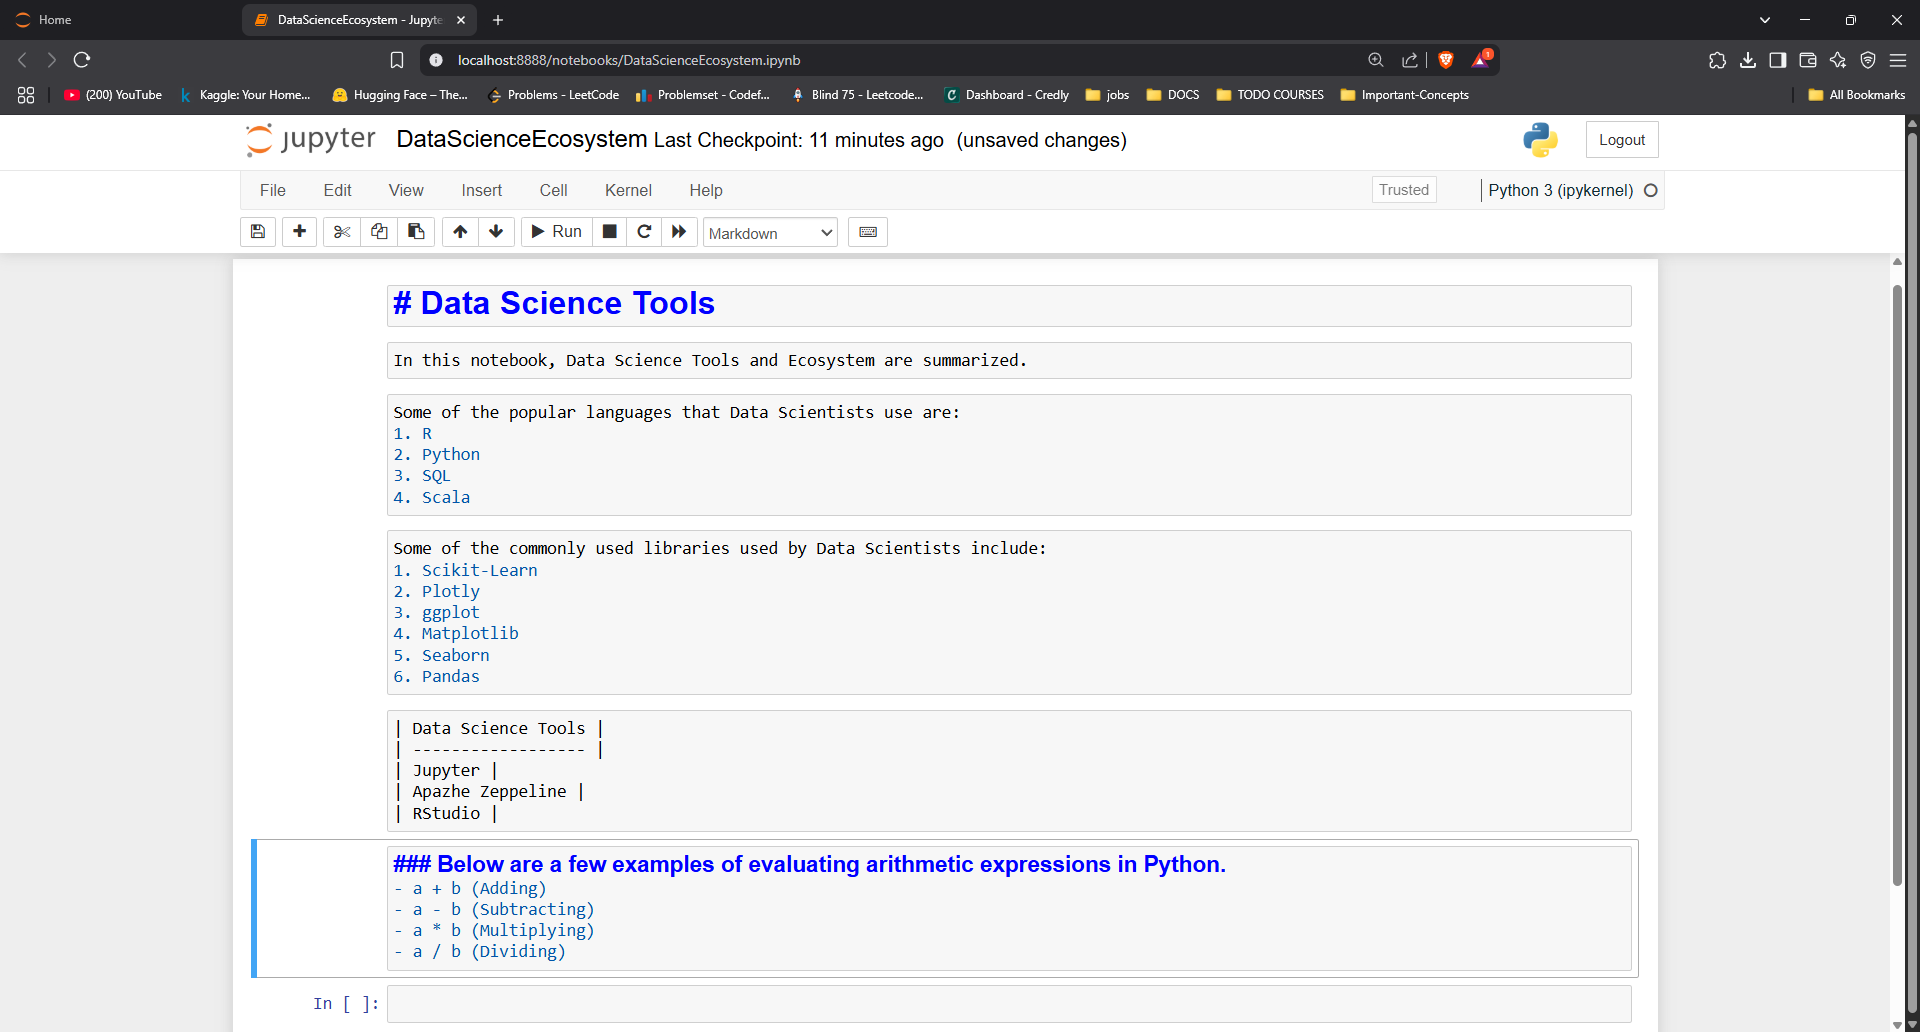 Home
DataScienceEcosystem - Jupyte
localhost:8888/notebooks/DataScienceEcosystem.ipynb
1
(200) YouTube
Kaggle: Your Home...
Hugging Face – The...
Problems - LeetCode
Problemset - Codef...
Blind 75 - Leetcode...
Dashboard - Credly
jobs
DOCS
TODO COURSES
Important-Concepts
All Bookmarks
jupyter DataScienceEcosystem Last Checkpoint: 11 minutes ago (unsaved changes)
Logout
File Edit View Insert Cell Kernel Help
Trusted
Python 3 (ipykernel)
Run
Markdown
# Data Science Tools
In this notebook, Data Science Tools and Ecosystem are summarized.
Some of the popular languages that Data Scientists use are:
1. R
2. Python
3. SQL
4. Scala
Some of the commonly used libraries used by Data Scientists include:
1. Scikit-Learn
2. Plotly
3. ggplot
4. Matplotlib
5. Seaborn
6. Pandas
| Data Science Tools |
| ------------------ |
| Jupyter |
| Apazhe Zeppeline |
| RStudio |
### Below are a few examples of evaluating arithmetic expressions in Python.
- a + b (Adding)
- a - b (Subtracting)
- a * b (Multiplying)
- a / b (Dividing)
In [ ]: